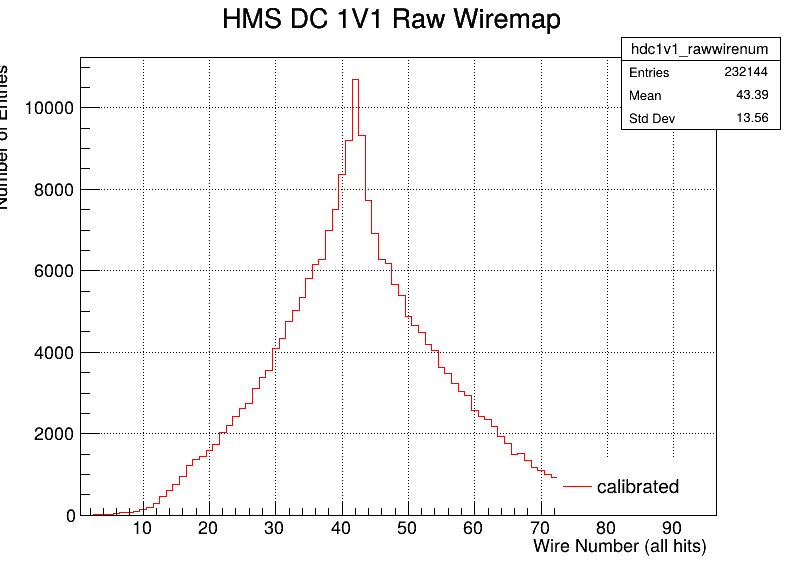 HMS DC 1V1 Raw Wiremap
hdc1v1_rawwirenum
Entries 232144
Mean 43.39
Std Dev 13.56
Number of Entries
10000
8000
6000
4000
2000
0
calibrated
10 20 30 40 50 60 70 80 90
Wire Number (all hits)